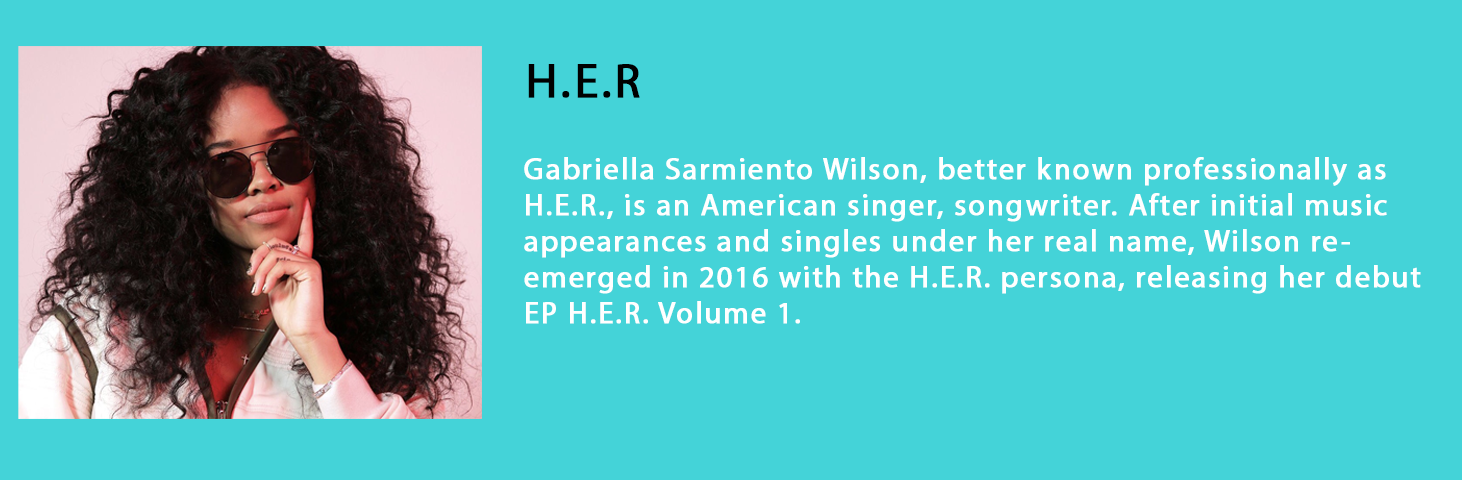 H.E.R
Gabriella Sarmiento Wilson, better known professionally as
H.E.R., is an American singer, songwriter. After initial music
appearances and singles under her real name, Wilson re-
emerged in 2016 with the H.E.R. persona, releasing her debut
EP H.E.R. Volume 1.